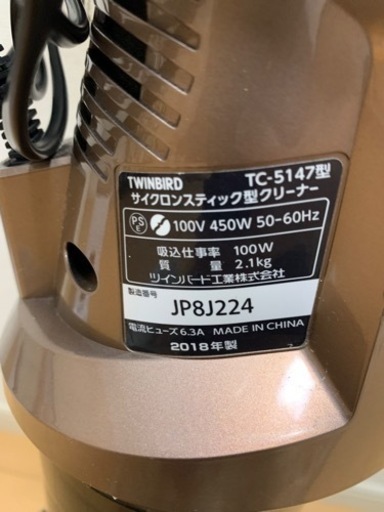 TWINBIRD TC-5147型
サイクロンスティック型クリーナー
PS E 100V 450W 50-60Hz
吸込仕事率 100W
質量 2.1kg
ツインバード工業株式会社
製造番号 JP8J224
電流ヒューズ6.3A MADE IN CHINA
2018年製